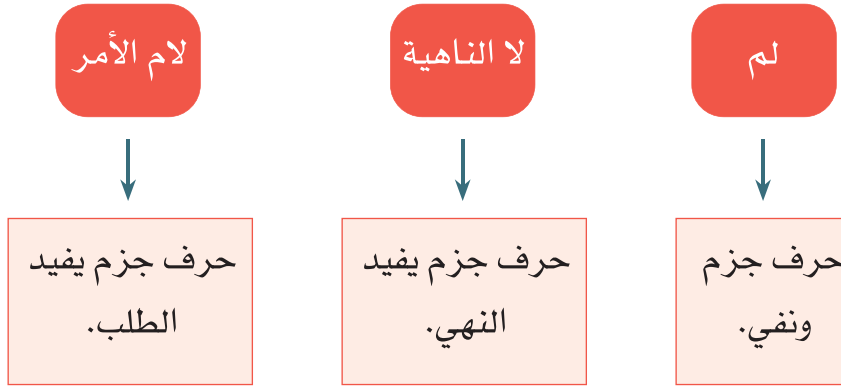 لم
لا الناهية
لام الأمر
حرف جزم
ونفي.
حرف جزم يفيد
النهي.
حرف جزم يفيد
الطلب.